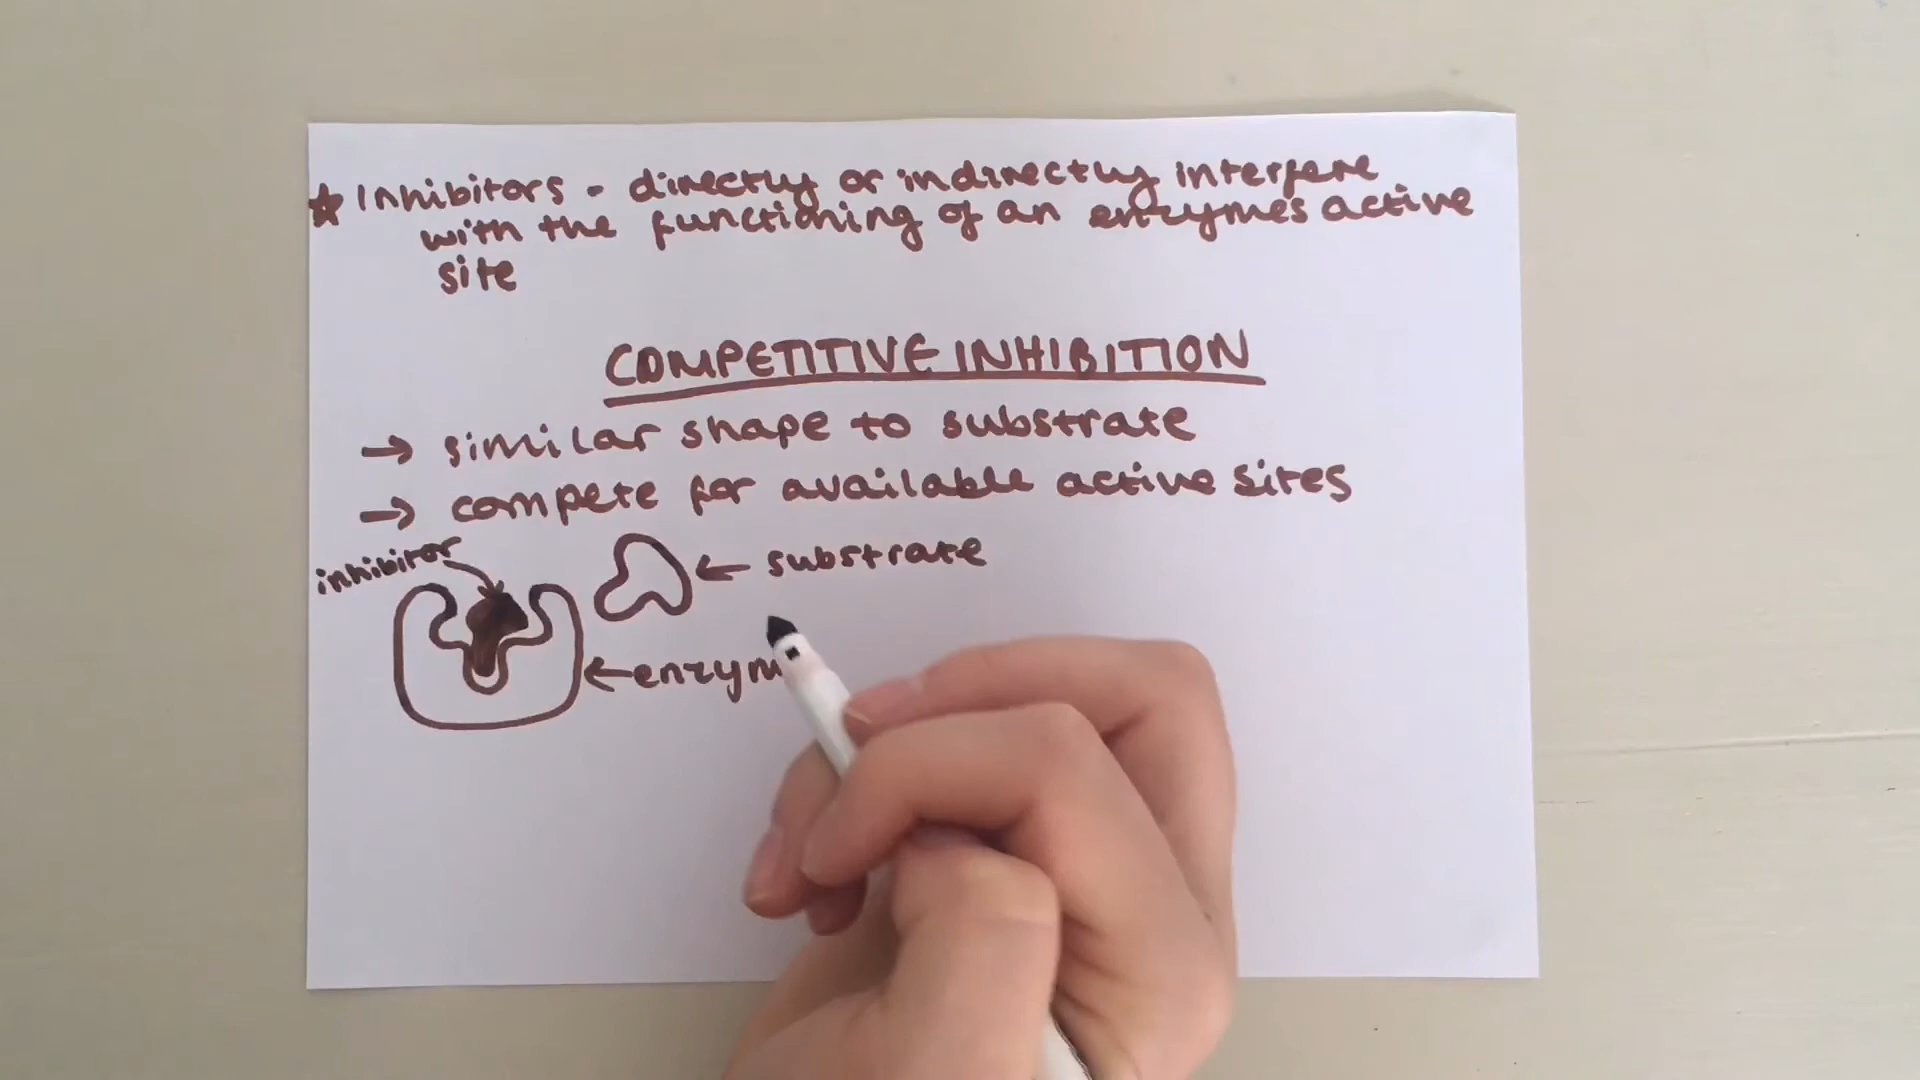 ☆ Inhibitors - directly or indirectly interfere
with the functioning of an enzymes active
site
COMPETITIVE INHIBITION
→ similar shape to substrate
→ compete for available active sites
inhibitor
← substrate
← enzym